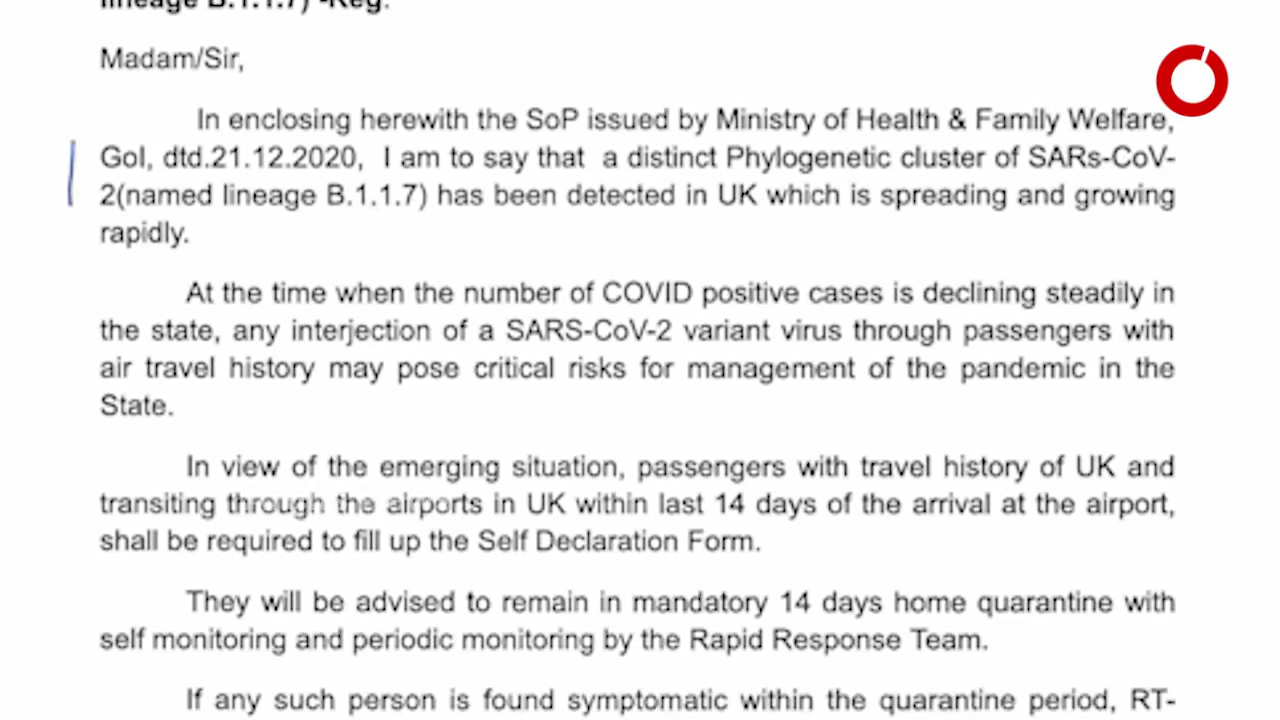 lineage B.1.1.7) -Reg.
Madam/Sir,
In enclosing herewith the SoP issued by Ministry of Health & Family Welfare,
GoI, dtd.21.12.2020, I am to say that a distinct Phylogenetic cluster of SARs-CoV-
2(named lineage B.1.1.7) has been detected in UK which is spreading and growing
rapidly.
At the time when the number of COVID positive cases is declining steadily in
the state, any interjection of a SARS-CoV-2 variant virus through passengers with
air travel history may pose critical risks for management of the pandemic in the
State.
In view of the emerging situation, passengers with travel history of UK and
transiting through the airports in UK within last 14 days of the arrival at the airport,
shall be required to fill up the Self Declaration Form.
They will be advised to remain in mandatory 14 days home quarantine with
self monitoring and periodic monitoring by the Rapid Response Team.
If any such person is found symptomatic within the quarantine period, RT-